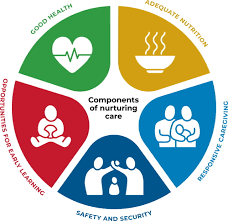 GOOD HEALTH
ADEQUATE NUTRITION
Components
of nurturing
care
OPPORTUNITIES FOR EARLY LEARNING
RESPONSIVE CAREGIVING
SAFETY AND SECURITY